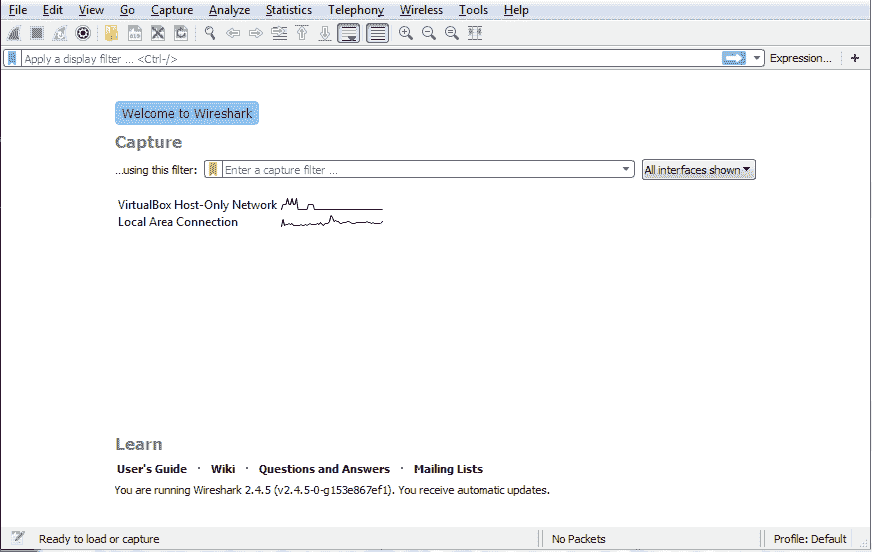 File Edit View Go Capture Analyze Statistics Telephony Wireless Tools Help
Apply a display filter ... <Ctrl-/> Expression... +
Welcome to Wireshark
Capture
...using this filter: Enter a capture filter ... All interfaces shown
VirtualBox Host-Only Network
Local Area Connection
Learn
User's Guide · Wiki · Questions and Answers · Mailing Lists
You are running Wireshark 2.4.5 (v2.4.5-0-g153e867ef1). You receive automatic updates.
Ready to load or capture No Packets Profile: Default